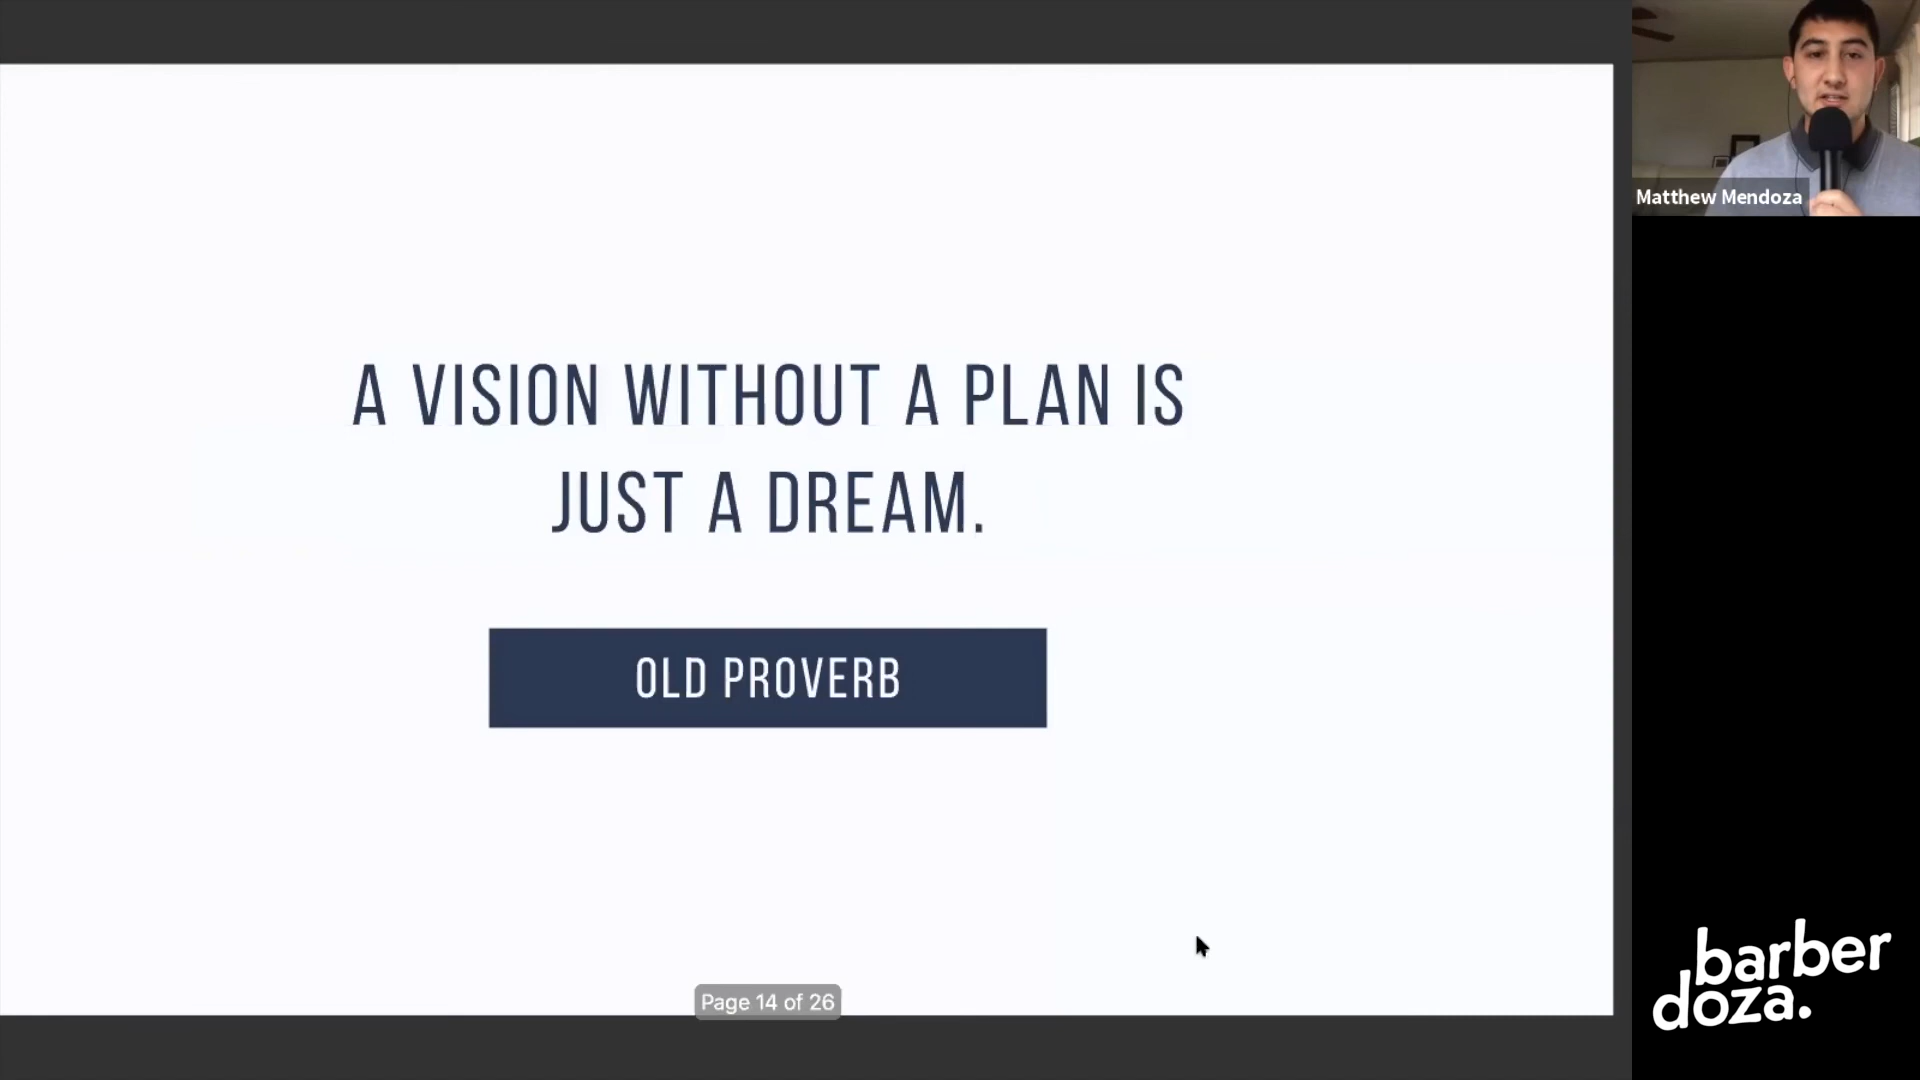 A VISION WITHOUT A PLAN IS
JUST A DREAM.
OLD PROVERB
Page 14 of 26
Matthew Mendoza
barber
doza.